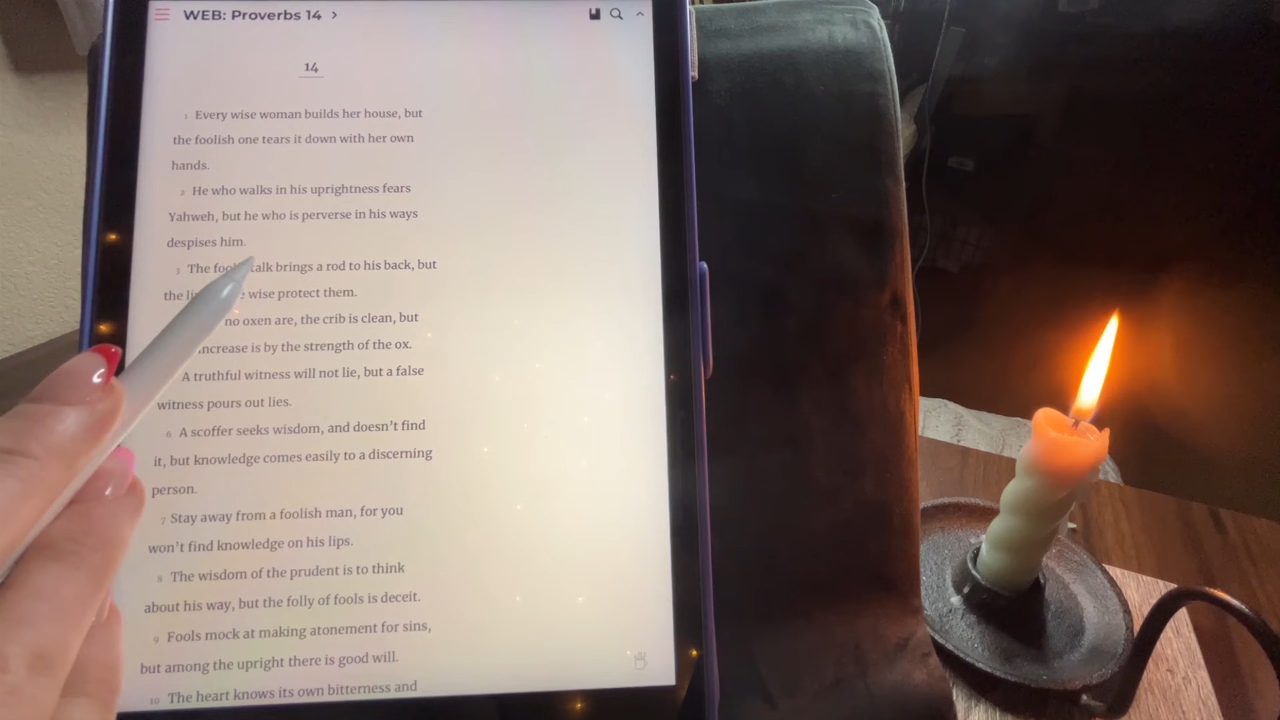 WEB: Proverbs 14 >
14
1 Every wise woman builds her house, but
the foolish one tears it down with her own
hands.
2 He who walks in his uprightness fears
Yahweh, but he who is perverse in his ways
despises him.
3 The talk brings a rod to his back, but
the wise protect them.
no oxen are, the crib is clean, but
increase is by the strength of the ox.
A truthful witness will not lie, but a false
witness pours out lies.
6 A scoffer seeks wisdom, and doesn't find
it, but knowledge comes easily to a discerning
person.
7 Stay away from a foolish man, for you
won't find knowledge on his lips.
8 The wisdom of the prudent is to think
about his way, but the folly of fools is deceit.
9 Fools mock at making atonement for sins,
but among the upright there is good will.
10 The heart knows its own bitterness and